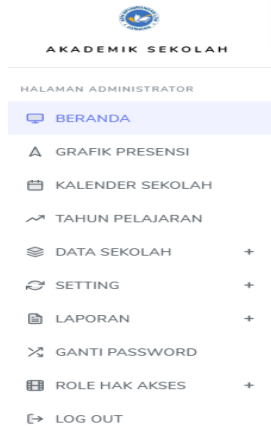 AKADEMIK SEKOLAH
HALAMAN ADMINISTRATOR
BERANDA
GRAFIK PRESENSI
KALENDER SEKOLAH
TAHUN PELAJARAN
DATA SEKOLAH +
SETTING +
LAPORAN +
GANTI PASSWORD
ROLE HAK AKSES +
LOG OUT